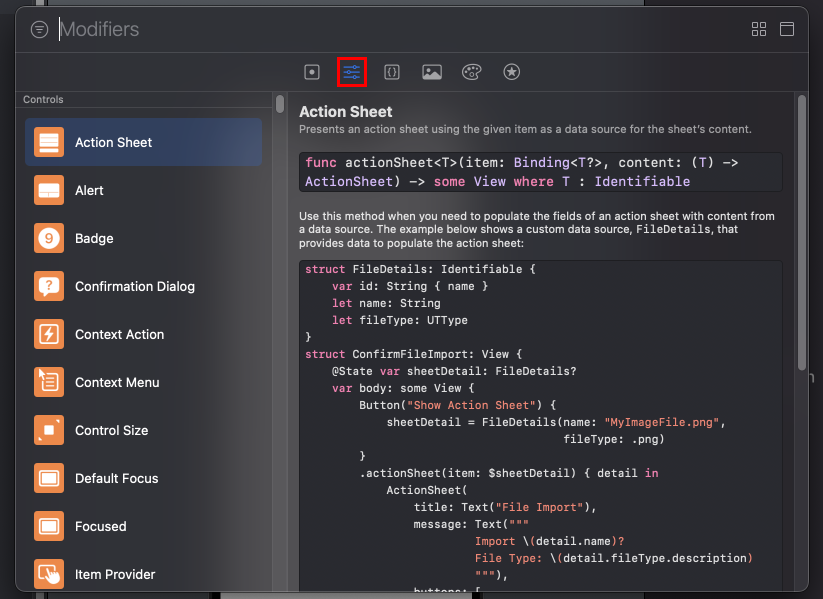 Modifiers
Controls
Action Sheet
Alert
9
Badge
?
Confirmation Dialog
Context Action
Context Menu
Control Size
Default Focus
Focused
Item Provider
{}
Action Sheet
Presents an action sheet using the given item as a data source for the sheet's content.
func actionSheet<T>(item: Binding<T?>, content: (T) ->
ActionSheet) -> some View where T : Identifiable
Use this method when you need to populate the fields of an action sheet with content from
a data source. The example below shows a custom data source, FileDetails, that
provides data to populate the action sheet:
struct FileDetails: Identifiable {
    var id: String { name }
    let name: String
    let fileType: UTType
}
struct ConfirmFileImport: View {
    @State var sheetDetail: FileDetails?
    var body: some View {
        Button("Show Action Sheet") {
            sheetDetail = FileDetails(name: "MyImageFile.png",
                                      fileType: .png)
        }
        .actionSheet(item: $sheetDetail) { detail in
            ActionSheet(
                title: Text("File Import"),
                message: Text("""
                         Import \(detail.name)?
                         File Type: \(detail.fileType.description)
                         """),
                buttons: [